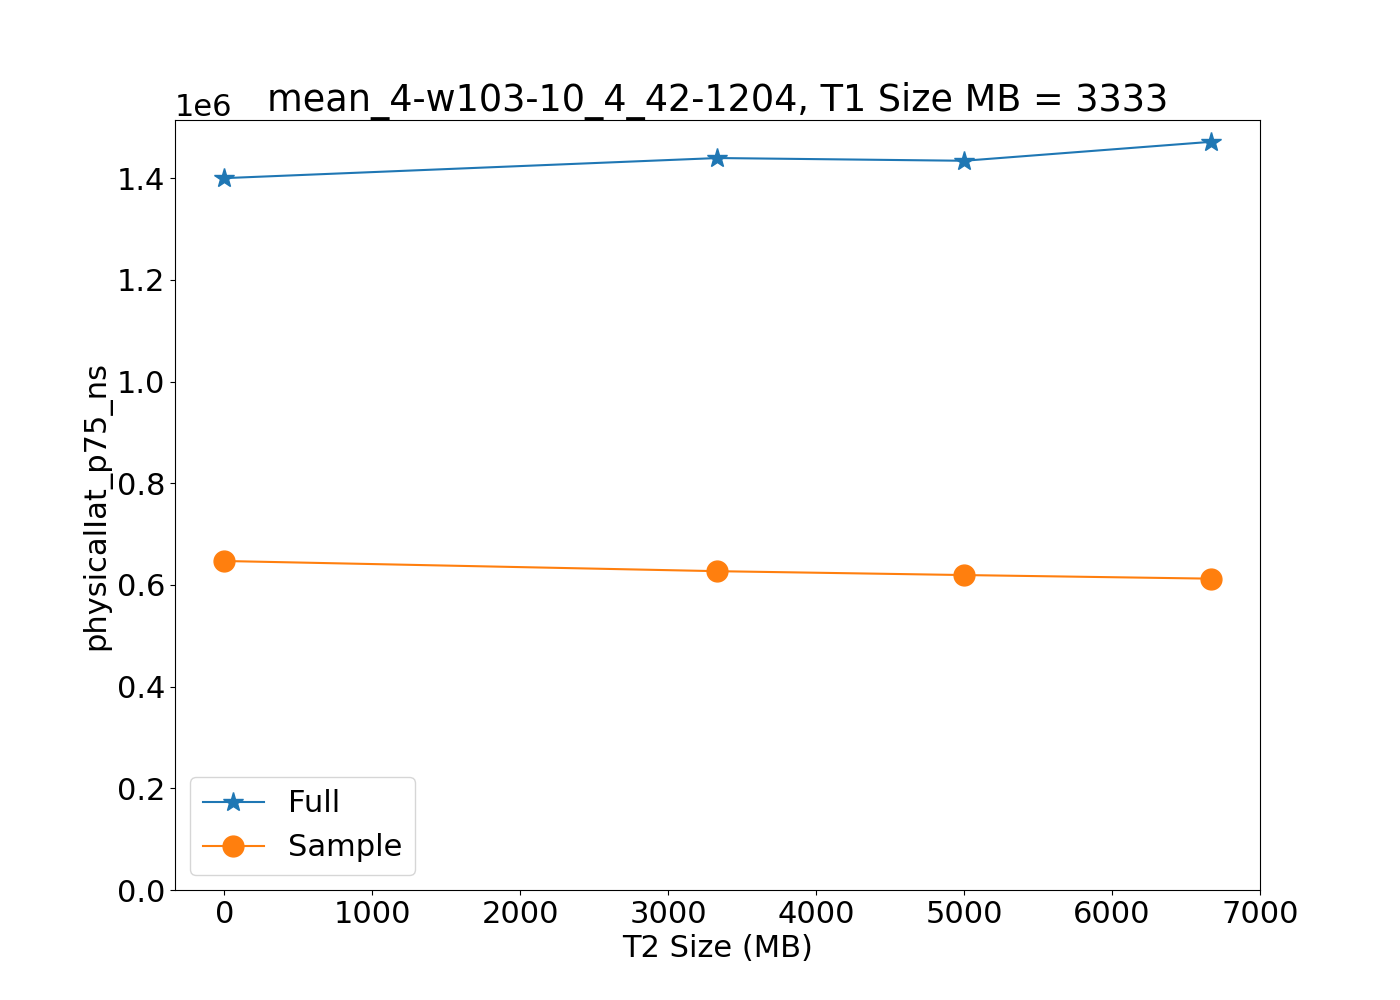 1e6
mean_4-w103-10_4_42-1204, T1 Size MB = 3333
physicallat_p75_ns
1.4
1.2
1.0
0.8
0.6
0.4
0.2
0.0
Full
Sample
0 1000 2000 3000 4000 5000 6000 7000
T2 Size (MB)